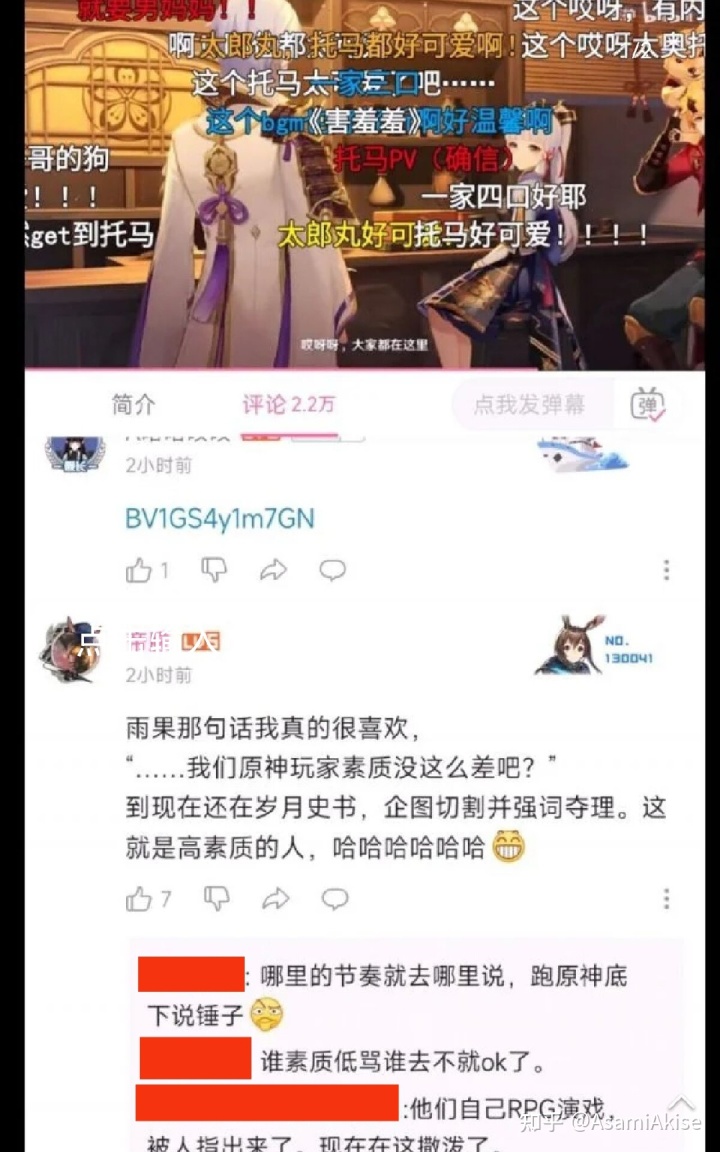 就要男妈妈！！
这个哎呀，有内
啊太郎丸都
托马都好可爱啊！
这个哎呀太奥托
这个托马太
吧……
一家三口
这个bgm《害羞羞》啊好温馨啊
哥的狗
托马PV（确信）
！！！
一家四口好耶
get到托马
太郎丸好可
托马好可爱！！！！
哎呀呀，大家都在这里
简介
评论 2.2万
点我发弹幕
弹
2小时前
BV1GS4y1m7GN
1
NO.
130041
2小时前
雨果那句话我真的很喜欢，
“……我们原神玩家素质没这么差吧？”
到现在还在岁月史书，企图切割并强词夺理。这
就是高素质的人，哈哈哈哈哈哈
7
: 哪里的节奏就去哪里说，跑原神底
下说锤子
谁素质低骂谁去不就ok了。
:他们自己RPG演戏，
被人指出来了，现在在这撒泼了。
知乎 @AsamiAkise